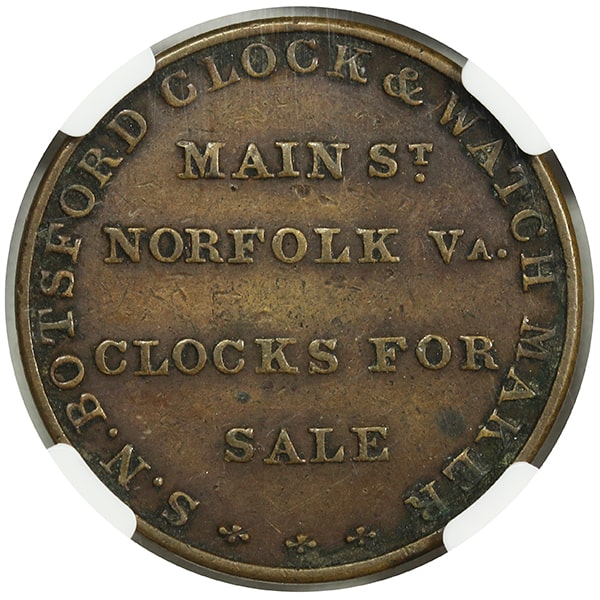 S.N.BOTSFORD CLOCK & WATCH MAKER
MAIN ST
NORFOLK VA.
CLOCKS FOR
SALE